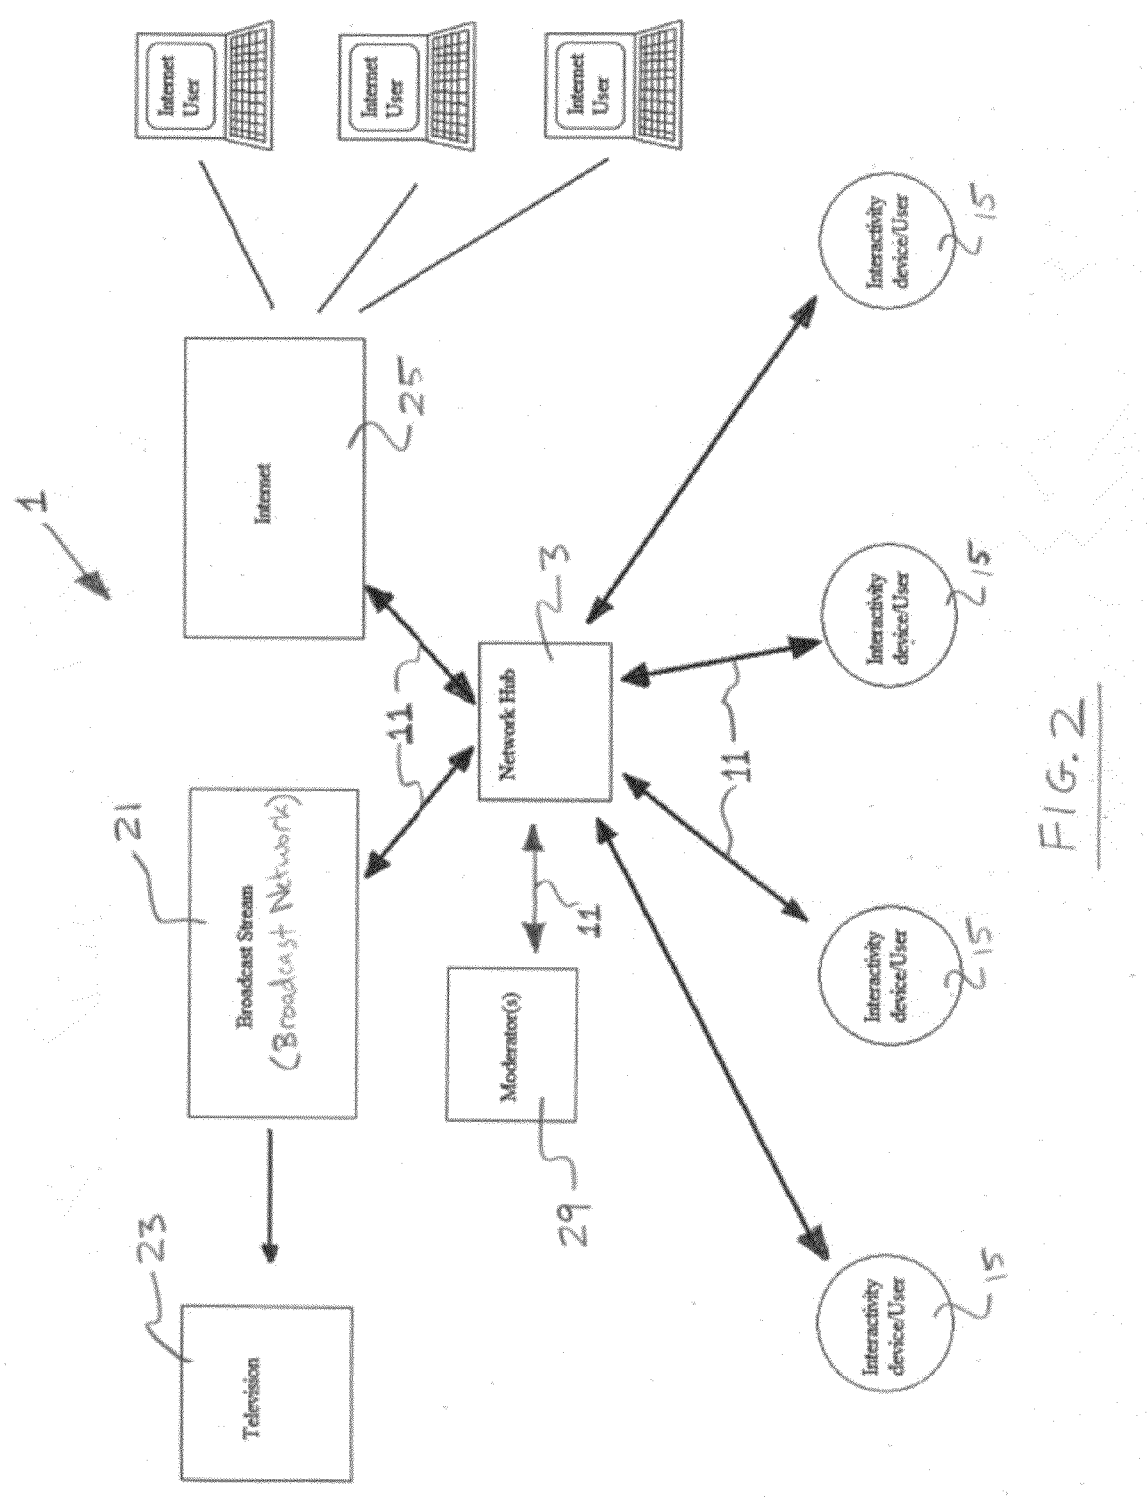 1
Television
23
Broadcast Stream
(Broadcast Network)
21
Internet
25
Internet
User
Internet
User
Internet
User
11
Moderator(s)
29
11
Network Hub
3
11
Interactivity
device/User
15
Interactivity
device/User
15
Interactivity
device/User
15
Interactivity
device/User
15
FIG. 2